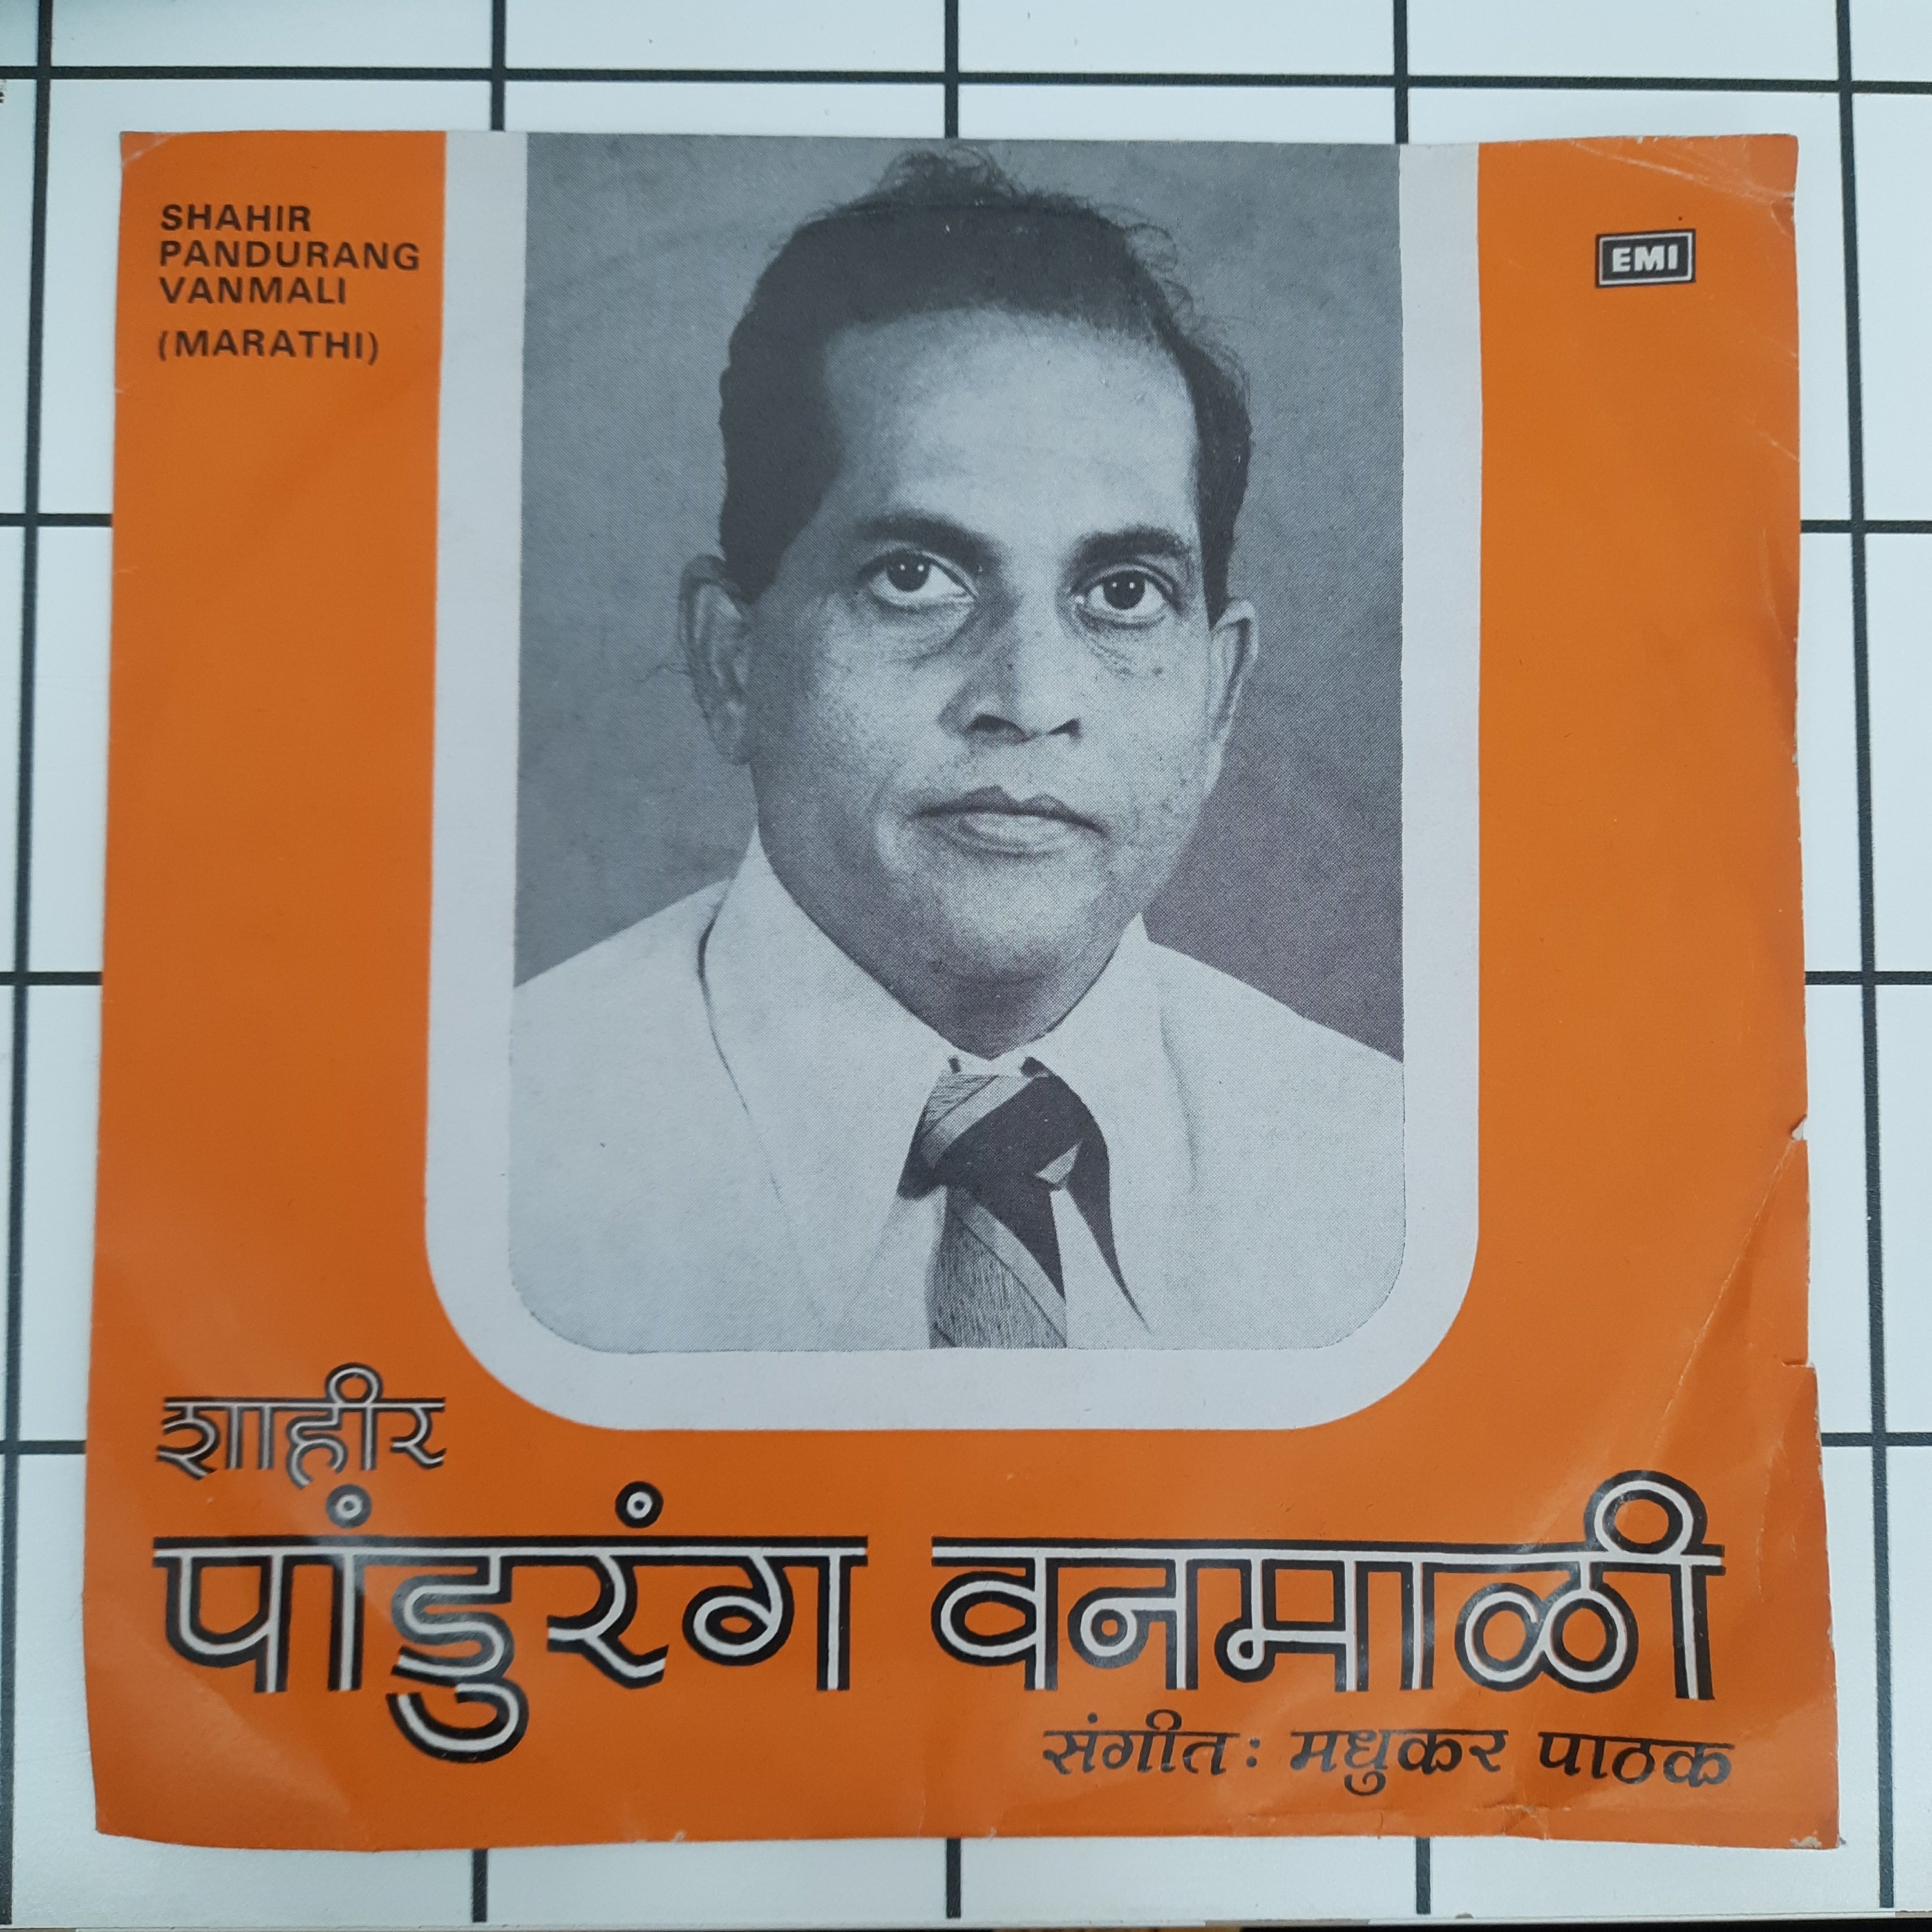 SHAHIR
PANDURANG
VANMALI
(MARATHI)
EMI
शाहीर
पांडुरंग वनमाळी
संगीत: मधुकर पाठक